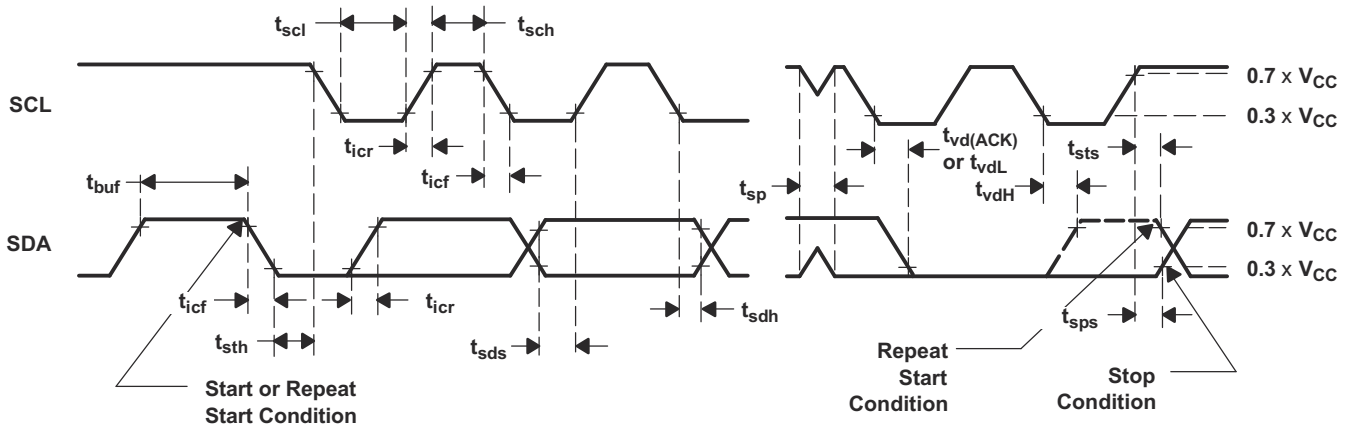 tscl
tsch
0.7 x VCC
SCL
0.3 x VCC
ticr
tvd(ACK)
or tvdL
tsts
tbuf
ticf
tsp
tvdH
SDA
0.7 x VCC
0.3 x VCC
ticf
ticr
tsdh
tsps
tsth
tsds
Repeat
Start
Condition
Stop
Condition
Start or Repeat
Start Condition